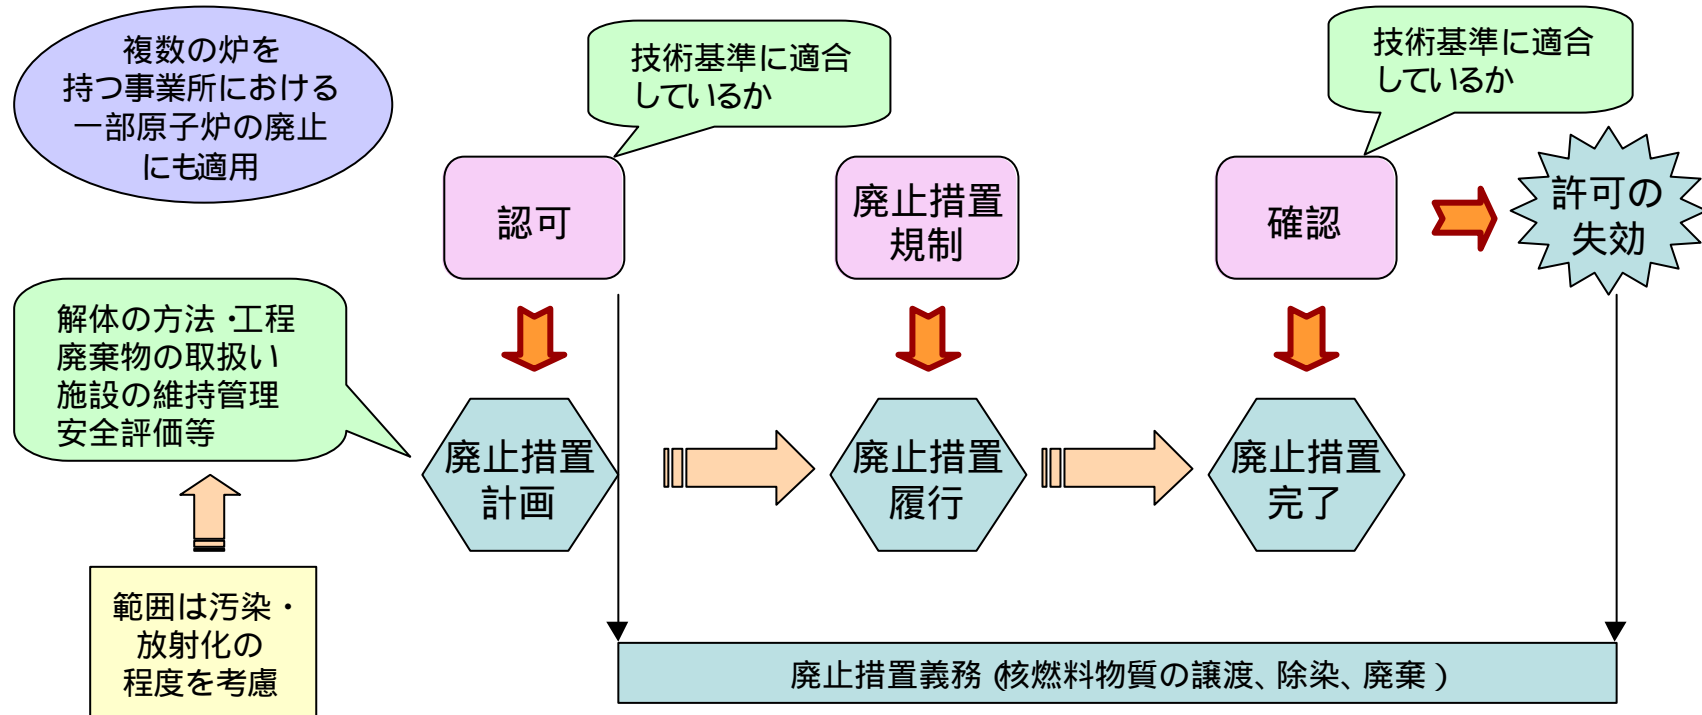 複数の炉を
持つ事業所における
一部原子炉の廃止
にも適用
技術基準に適合
しているか
技術基準に適合
しているか
認可
廃止措置
規制
確認
許可の
失効
解体の方法・工程
廃棄物の取扱い
施設の維持管理
安全評価等
廃止措置
計画
廃止措置
履行
廃止措置
完了
範囲は汚染・
放射化の
程度を考慮
廃止措置義務（核燃料物質の譲渡、除染、廃棄）